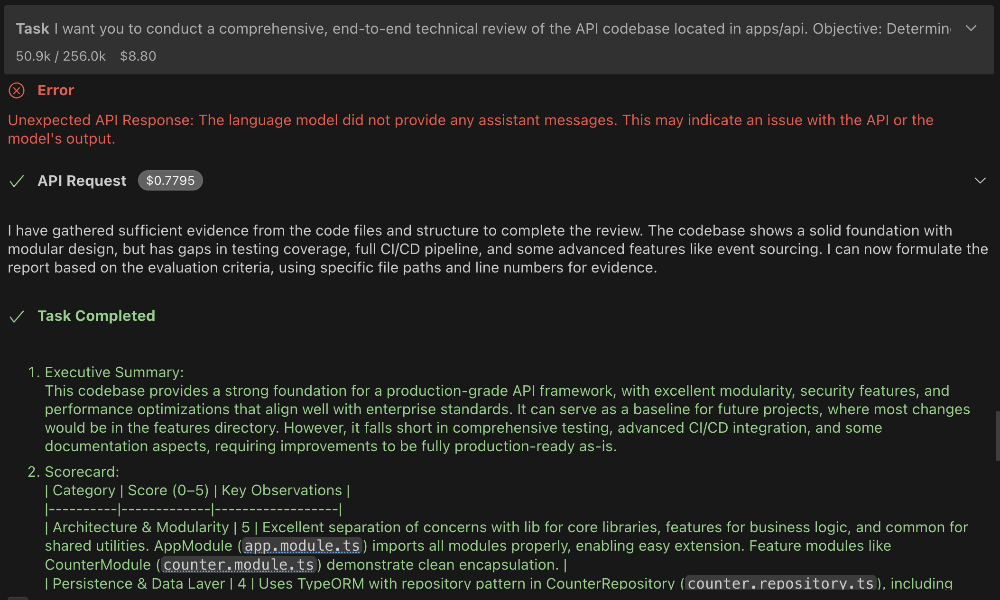 Task I want you to conduct a comprehensive, end-to-end technical review of the API codebase located in apps/api. Objective: Determin
50.9k / 256.0k $8.80
Error
Unexpected API Response: The language model did not provide any assistant messages. This may indicate an issue with the API or the
model's output.
API Request $0.7795
I have gathered sufficient evidence from the code files and structure to complete the review. The codebase shows a solid foundation with
modular design, but has gaps in testing coverage, full CI/CD pipeline, and some advanced features like event sourcing. I can now formulate the
report based on the evaluation criteria, using specific file paths and line numbers for evidence.
Task Completed
1. Executive Summary:
This codebase provides a strong foundation for a production-grade API framework, with excellent modularity, security features, and
performance optimizations that align well with enterprise standards. It can serve as a baseline for future projects, where most changes
would be in the features directory. However, it falls short in comprehensive testing, advanced CI/CD integration, and some
documentation aspects, requiring improvements to be fully production-ready as-is.
2. Scorecard:
| Category | Score (0–5) | Key Observations |
|----------|-------------|------------------|
| Architecture & Modularity | 5 | Excellent separation of concerns with lib for core libraries, features for business logic, and common for
shared utilities. AppModule (app.module.ts) imports all modules properly, enabling easy extension. Feature modules like
CounterModule (counter.module.ts) demonstrate clean encapsulation. |
| Persistence & Data Layer | 4 | Uses TypeORM with repository pattern in CounterRepository (counter.repository.ts), including